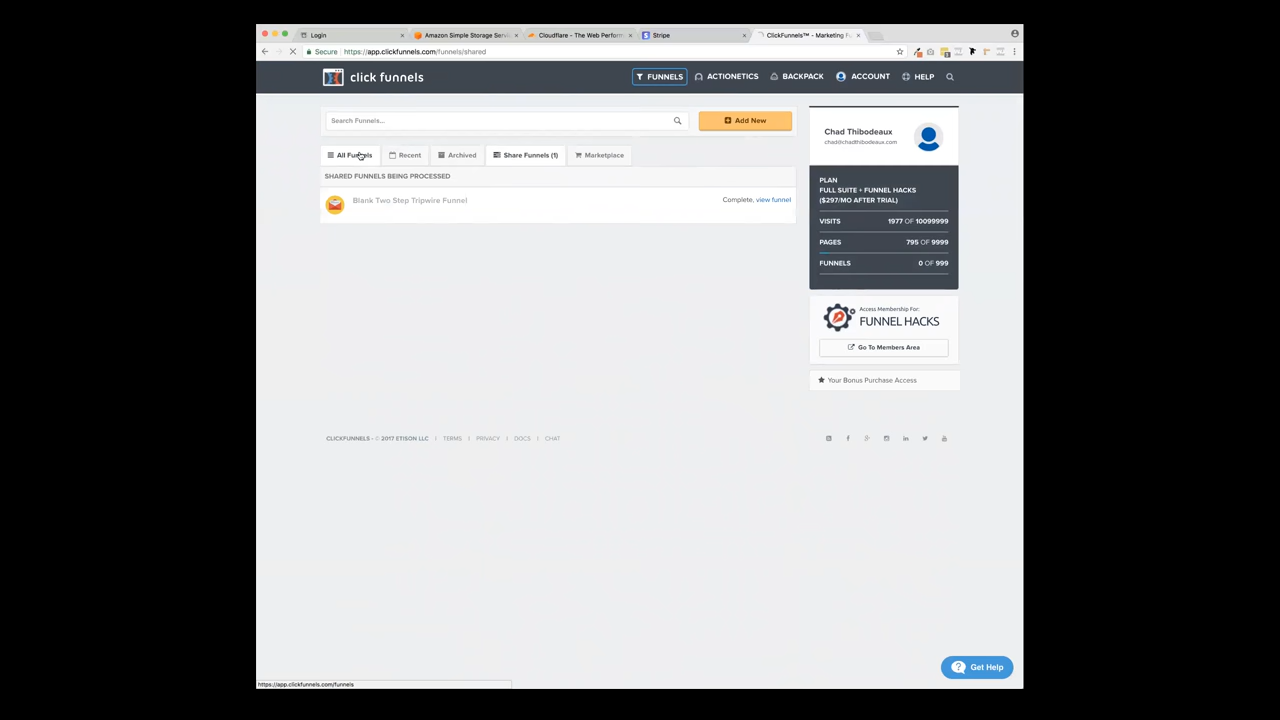 Login
Amazon Simple Storage Serv
Cloudflare - The Web Perform
Stripe
ClickFunnels™ - Marketing F
Secure
https://app.clickfunnels.com/funnels/shared
click funnels
FUNNELS
ACTIONETICS
BACKPACK
ACCOUNT
HELP
Search Funnels...
Add New
All Funnels
Recent
Archived
Share Funnels (1)
Marketplace
SHARED FUNNELS BEING PROCESSED
Blank Two Step Tripwire Funnel
Complete, view funnel
Chad Thibodeaux
chad@chadthibodeaux.com
PLAN
FULL SUITE + FUNNEL HACKS
($297/MO AFTER TRIAL)
VISITS 1977 OF 10099999
PAGES 795 OF 9999
FUNNELS 0 OF 999
Access Membership For:
FUNNEL HACKS
Go To Members Area
Your Bonus Purchase Access
CLICKFUNNELS - © 2017 ETISON LLC | TERMS | PRIVACY | DOCS | CHAT
Get Help
https://app.clickfunnels.com/funnels